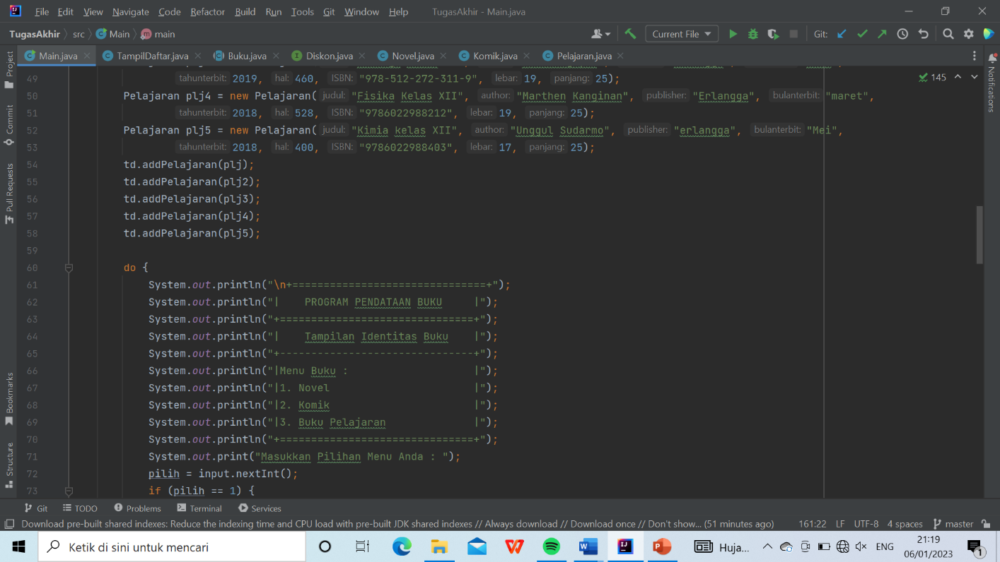 File Edit View Navigate Code Refactor Build Run Tools Git Window Help TugasAkhir - Main.java
TugasAkhir src Main main Current File Git:
Main.java TampilDaftar.java Buku.java Diskon.java Novel.java Komik.java Pelajaran.java
49 tahunterbit: 2019, hal: 460, ISBN: "978-512-272-311-9", lebar: 19, panjang: 25);
50 Pelajaran plj4 = new Pelajaran( judul: "Fisika Kelas XII", author: "Marthen Kanginan", publisher: "Erlangga", bulanterbit: "maret",
51 tahunterbit: 2018, hal: 528, ISBN: "9786022988212", lebar: 19, panjang: 25);
52 Pelajaran plj5 = new Pelajaran( judul: "Kimia kelas XII", author: "Unggul Sudarmo", publisher: "erlangga", bulanterbit: "Mei",
53 tahunterbit: 2018, hal: 400, ISBN: "9786022988403", lebar: 17, panjang: 25);
54 td.addPelajaran(plj);
55 td.addPelajaran(plj2);
56 td.addPelajaran(plj3);
57 td.addPelajaran(plj4);
58 td.addPelajaran(plj5);
59
60 do {
61 System.out.println("\n+===============================+");
62 System.out.println("|    PROGRAM PENDATAAN BUKU     |");
63 System.out.println("+===============================+");
64 System.out.println("|    Tampilan Identitas Buku    |");
65 System.out.println("+-------------------------------+");
66 System.out.println("|Menu Buku :                    |");
67 System.out.println("|1. Novel                       |");
68 System.out.println("|2. Komik                       |");
69 System.out.println("|3. Buku Pelajaran              |");
70 System.out.println("+===============================+");
71 System.out.print("Masukkan Pilihan Menu Anda : ");
72 pilih = input.nextInt();
73 if (pilih == 1) {
145
Project
Commit
Pull Requests
Bookmarks
Structure
Notifications
Git TODO Problems Terminal Services
Download pre-built shared indexes: Reduce the indexing time and CPU load with pre-built JDK shared indexes // Always download // Download once // Don't show... (51 minutes ago) 161:22 LF UTF-8 4 spaces master
Ketik di sini untuk mencari Huja... ENG 21:19
06/01/2023 1